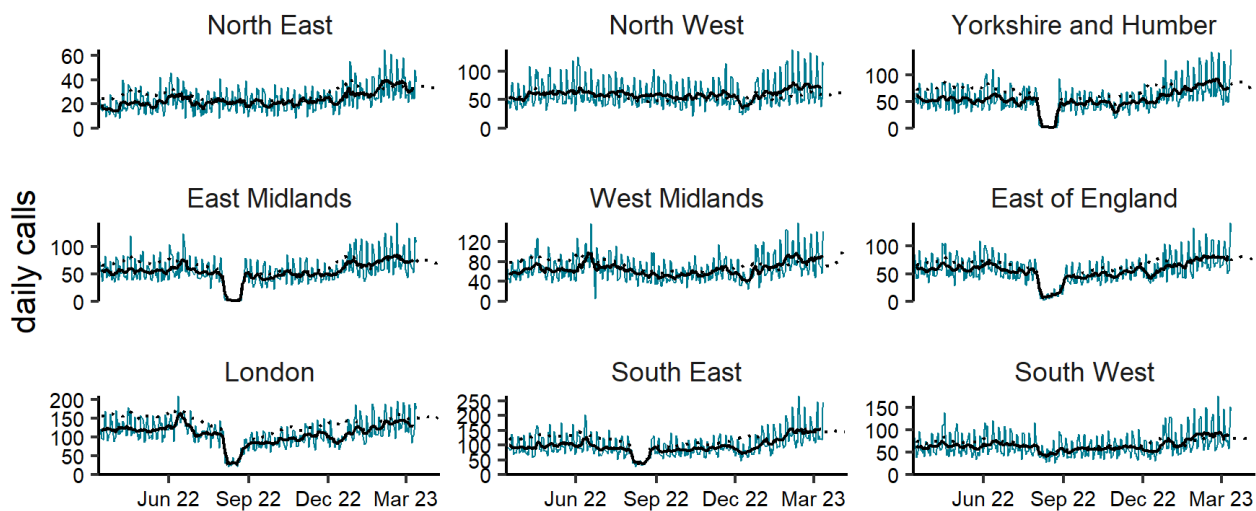 North East
North West
Yorkshire and Humber
60
40
20
0
100
50
0
100
50
0
daily calls
East Midlands
West Midlands
East of England
100
50
0
120
80
40
0
100
50
0
London
South East
South West
200
150
100
50
0
250
200
150
100
50
0
150
100
50
0
Jun 22 Sep 22 Dec 22 Mar 23
Jun 22 Sep 22 Dec 22 Mar 23
Jun 22 Sep 22 Dec 22 Mar 23